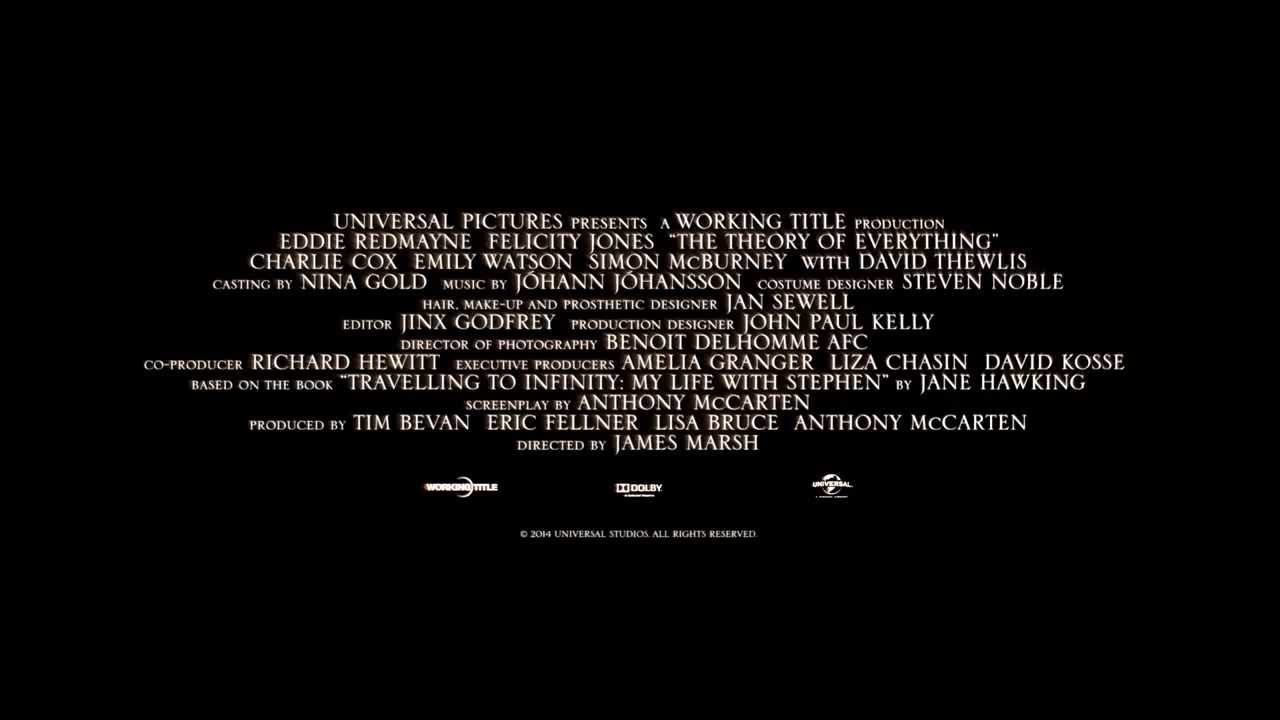 UNIVERSAL PICTURES PRESENTS A WORKING TITLE PRODUCTION
EDDIE REDMAYNE FELICITY JONES “THE THEORY OF EVERYTHING”
CHARLIE COX EMILY WATSON SIMON McBURNEY WITH DAVID THEWLIS
CASTING BY NINA GOLD MUSIC BY JÓHANN JÓHANSSON COSTUME DESIGNER STEVEN NOBLE
HAIR, MAKE-UP AND PROSTHETIC DESIGNER JAN SEWELL
EDITOR JINX GODFREY PRODUCTION DESIGNER JOHN PAUL KELLY
DIRECTOR OF PHOTOGRAPHY BENOIT DELHOMME AFC
CO-PRODUCER RICHARD HEWITT EXECUTIVE PRODUCERS AMELIA GRANGER LIZA CHASIN DAVID KOSSE
BASED ON THE BOOK “TRAVELLING TO INFINITY: MY LIFE WITH STEPHEN” BY JANE HAWKING
SCREENPLAY BY ANTHONY McCARTEN
PRODUCED BY TIM BEVAN ERIC FELLNER LISA BRUCE ANTHONY McCARTEN
DIRECTED BY JAMES MARSH
WORKING TITLE DOLBY UNIVERSAL
© 2014 UNIVERSAL STUDIOS. ALL RIGHTS RESERVED.